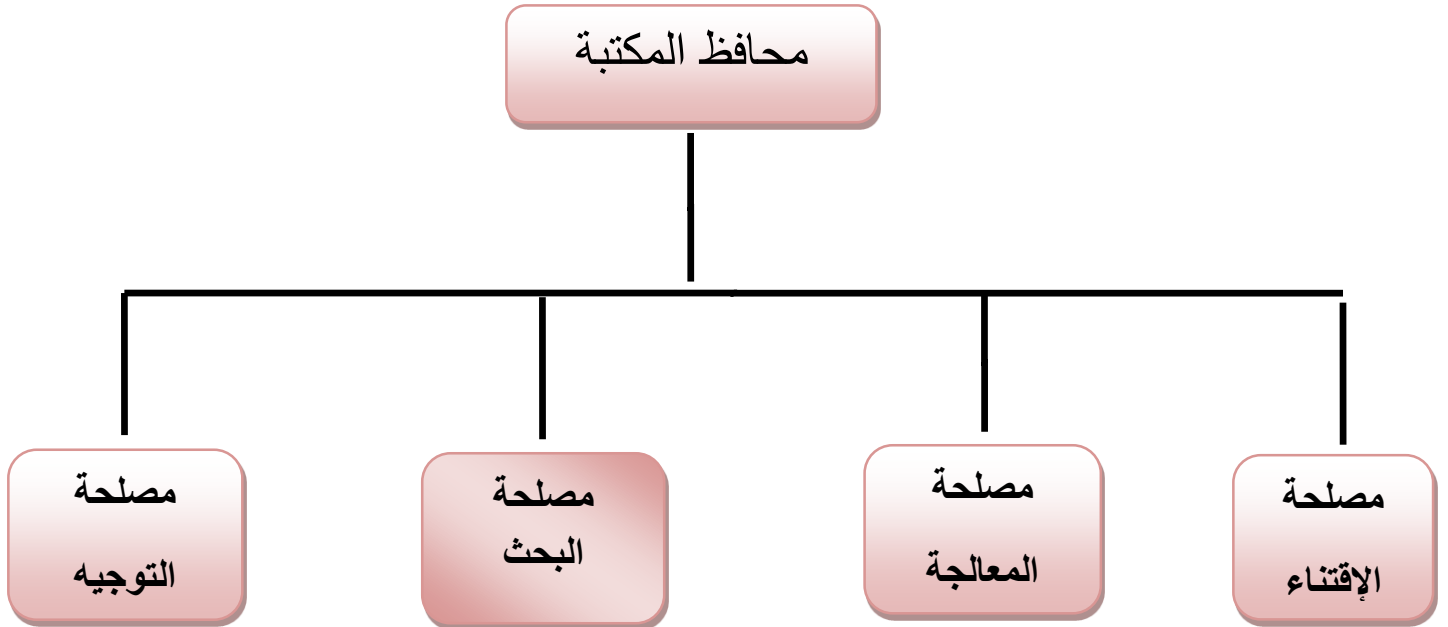 محافظ المكتبة
مصلحة
الإقتناء
مصلحة
المعالجة
مصلحة
البحث
مصلحة
التوجيه